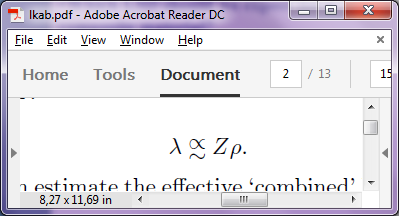 lkab.pdf - Adobe Acrobat Reader DC
File Edit View Window Help
Home Tools Document 2 / 13 15
λ ⪅∝ Zρ.
n estimate the effective ‘combined’
8,27 x 11,69 in